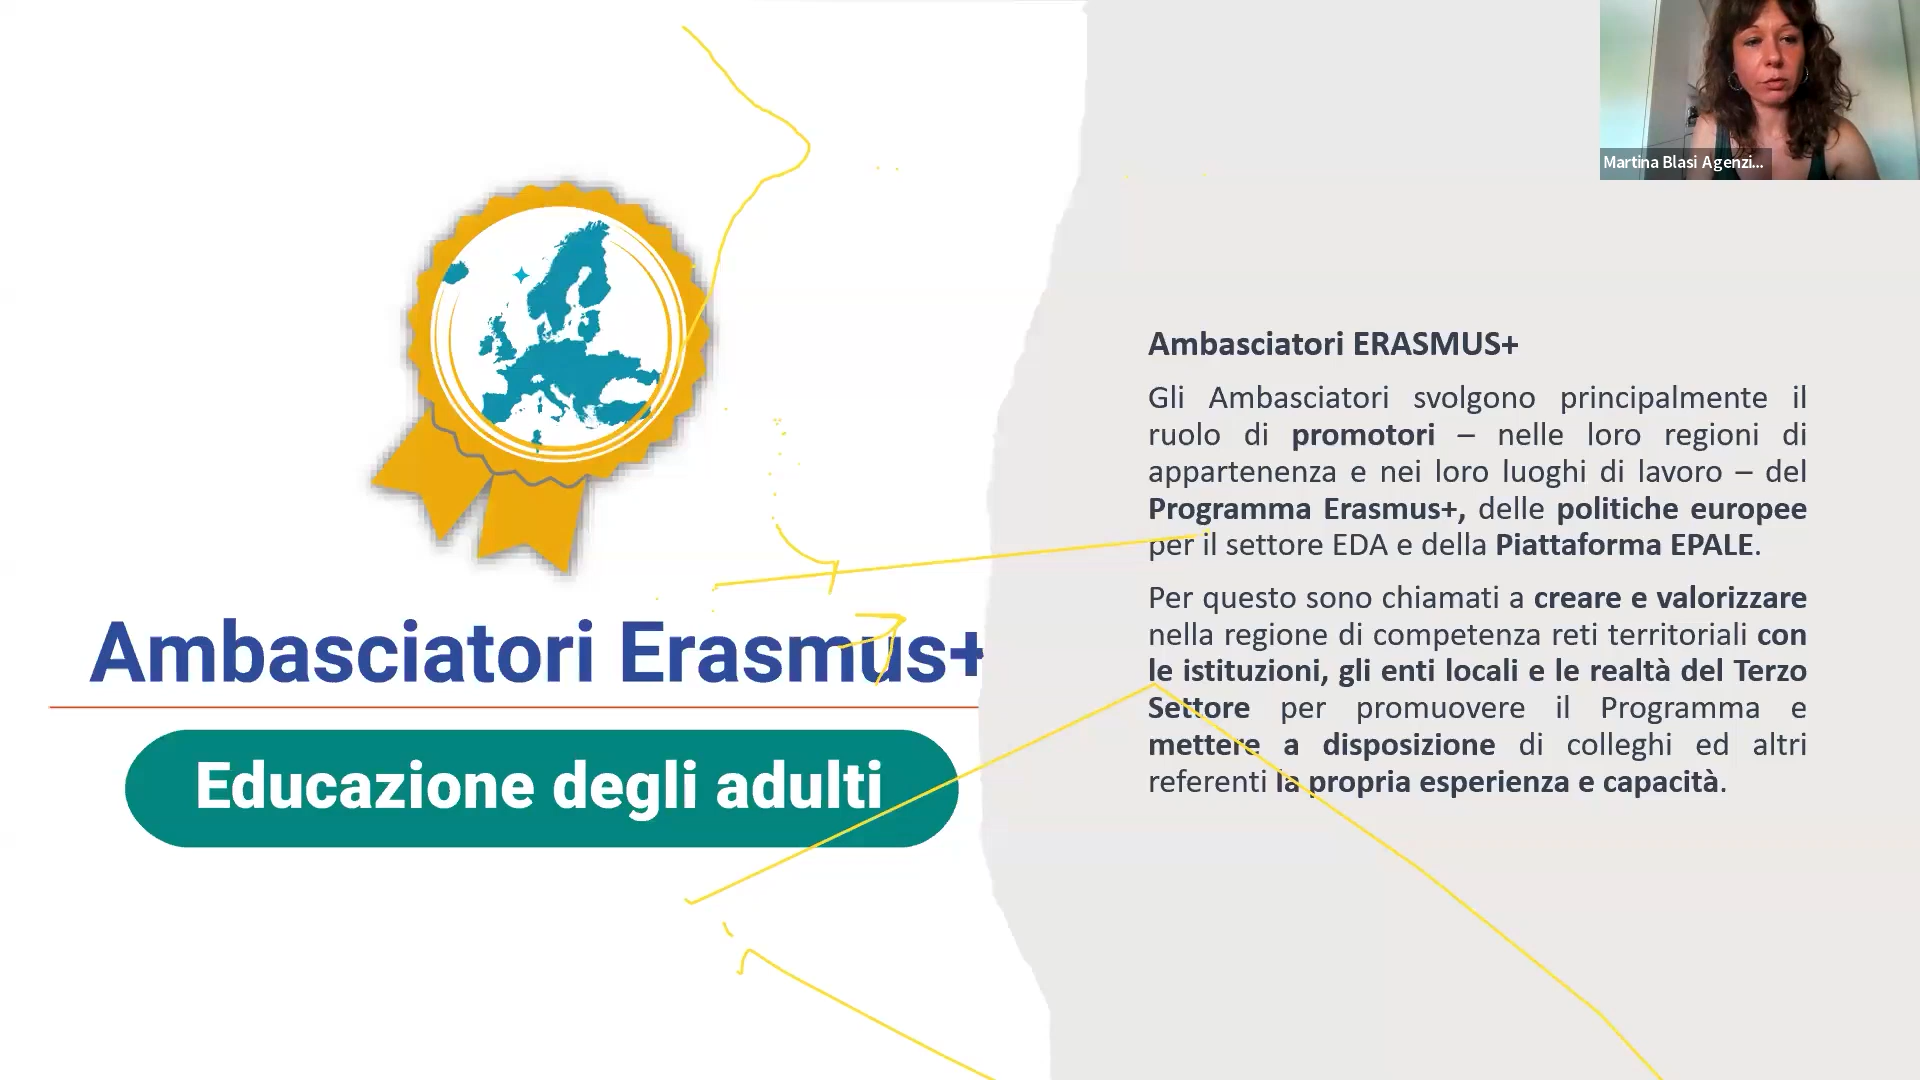 Martina Blasi Agenzi...
Ambasciatori Erasmus+
Educazione degli adulti
Ambasciatori ERASMUS+
Gli Ambasciatori svolgono principalmente il
ruolo di promotori – nelle loro regioni di
appartenenza e nei loro luoghi di lavoro – del
Programma Erasmus+, delle politiche europee
per il settore EDA e della Piattaforma EPALE.
Per questo sono chiamati a creare e valorizzare
nella regione di competenza reti territoriali con
le istituzioni, gli enti locali e le realtà del Terzo
Settore per promuovere il Programma e
mettere a disposizione di colleghi ed altri
referenti la propria esperienza e capacità.